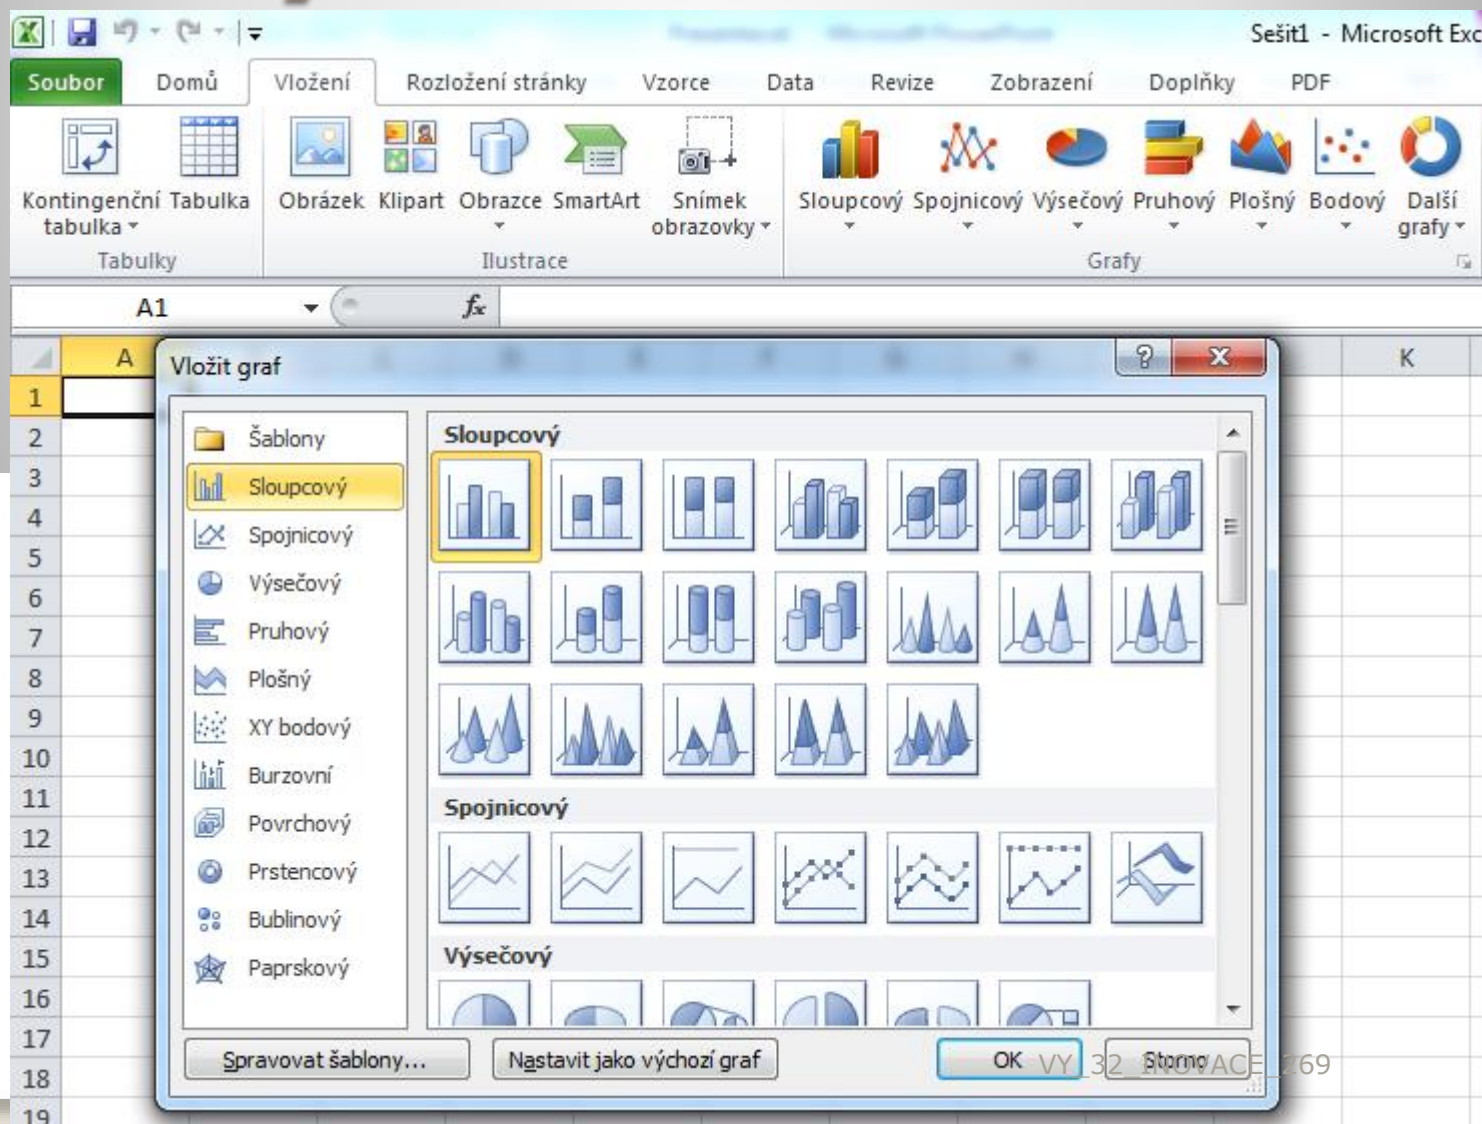 Sešit1 - Microsoft Exc
Soubor Domů Vložení Rozložení stránky Vzorce Data Revize Zobrazení Doplňky PDF
Kontingenční tabulka
Tabulka
Obrázek
Klipart
Obrazce
SmartArt
Snímek obrazovky
Sloupcový
Spojnicový
Výsečový
Pruhový
Plošný
Bodový
Další grafy
Tabulky
Ilustrace
Grafy
A1
fx
A
K
Vložit graf
?
1
2
3
4
5
6
7
8
9
10
11
12
13
14
15
16
17
18
19
Šablony
Sloupcový
Spojnicový
Výsečový
Pruhový
Plošný
XY bodový
Burzovní
Povrchový
Prstencový
Bublinový
Paprskový
Sloupcový
Spojnicový
Výsečový
Spravovat šablony...
Nastavit jako výchozí graf
OK
Storno
VY_32_INOVACE_269